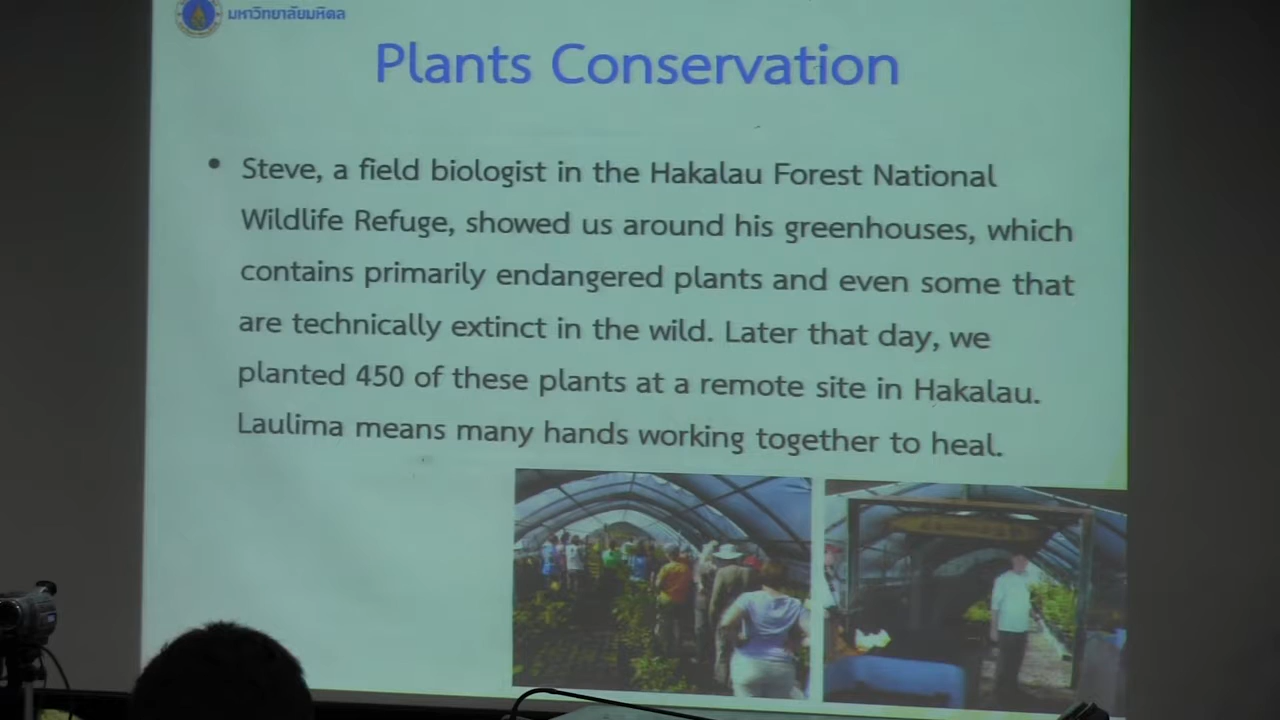 มหาวิทยาลัยมหิดล
Plants Conservation
• Steve, a field biologist in the Hakalau Forest National
Wildlife Refuge, showed us around his greenhouses, which
contains primarily endangered plants and even some that
are technically extinct in the wild. Later that day, we
planted 450 of these plants at a remote site in Hakalau.
Laulima means many hands working together to heal.